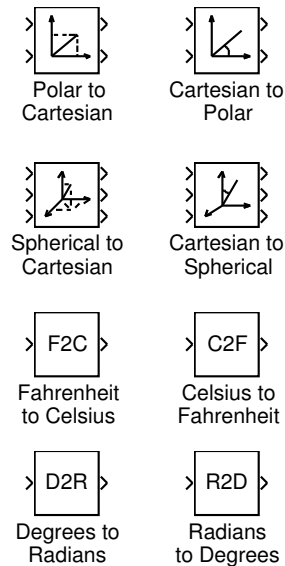 Polar to
Cartesian
Cartesian to
Polar
Spherical to
Cartesian
Cartesian to
Spherical
F2C
Fahrenheit
to Celsius
C2F
Celsius to
Fahrenheit
D2R
Degrees to
Radians
R2D
Radians
to Degrees